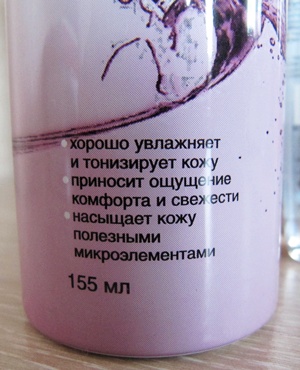 • хорошо увлажняет
и тонизирует кожу
• приносит ощущение
комфорта и свежести
• насыщает кожу
полезными
микроэлементами
155 мл